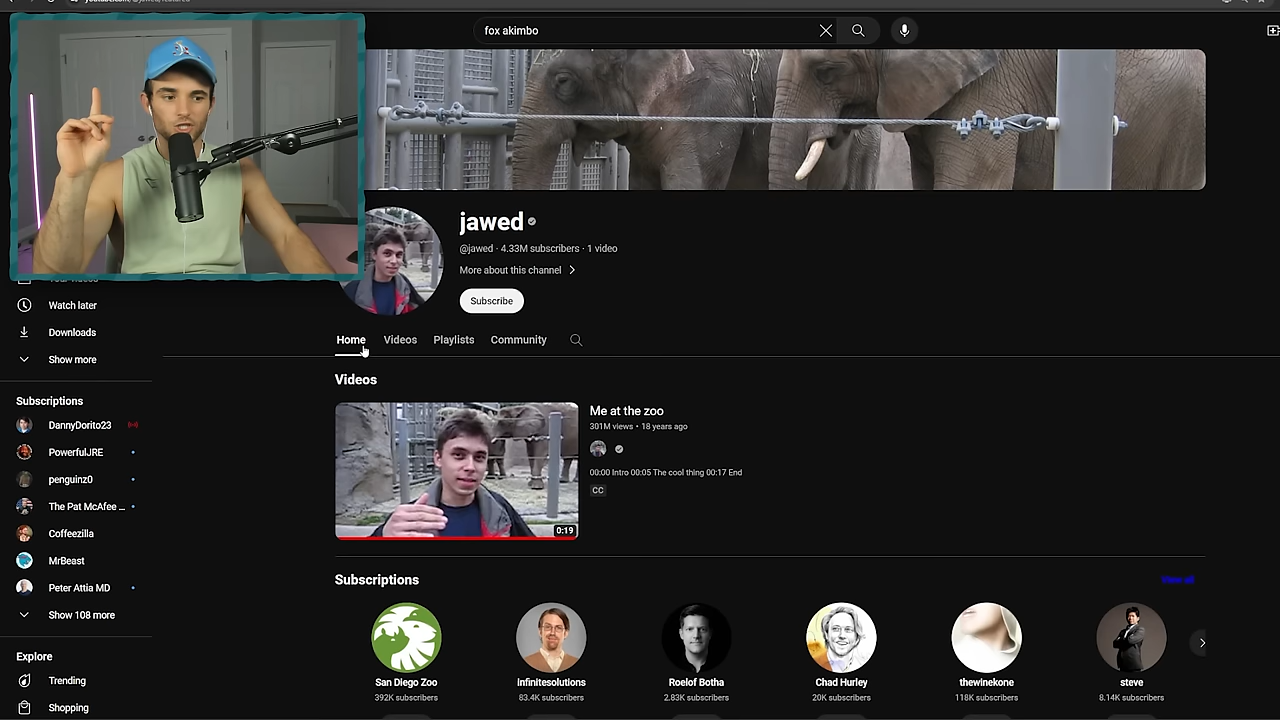 fox akimbo
jawed
@jawed · 4.33M subscribers · 1 video
More about this channel
Subscribe
Home Videos Playlists Community
Videos
Me at the zoo
301M views • 18 years ago
00:00 Intro 00:05 The cool thing 00:17 End
CC
0:19
Subscriptions
View all
San Diego Zoo
392K subscribers
infinitesolutions
83.4K subscribers
Roelof Botha
2.83K subscribers
Chad Hurley
20K subscribers
thewinekone
118K subscribers
steve
8.14M subscribers
Watch later
Downloads
Show more
Subscriptions
DannyDorito23
PowerfulJRE
penguinz0
The Pat McAfee ...
Coffeezilla
MrBeast
Peter Attia MD
Show 108 more
Explore
Trending
Shopping